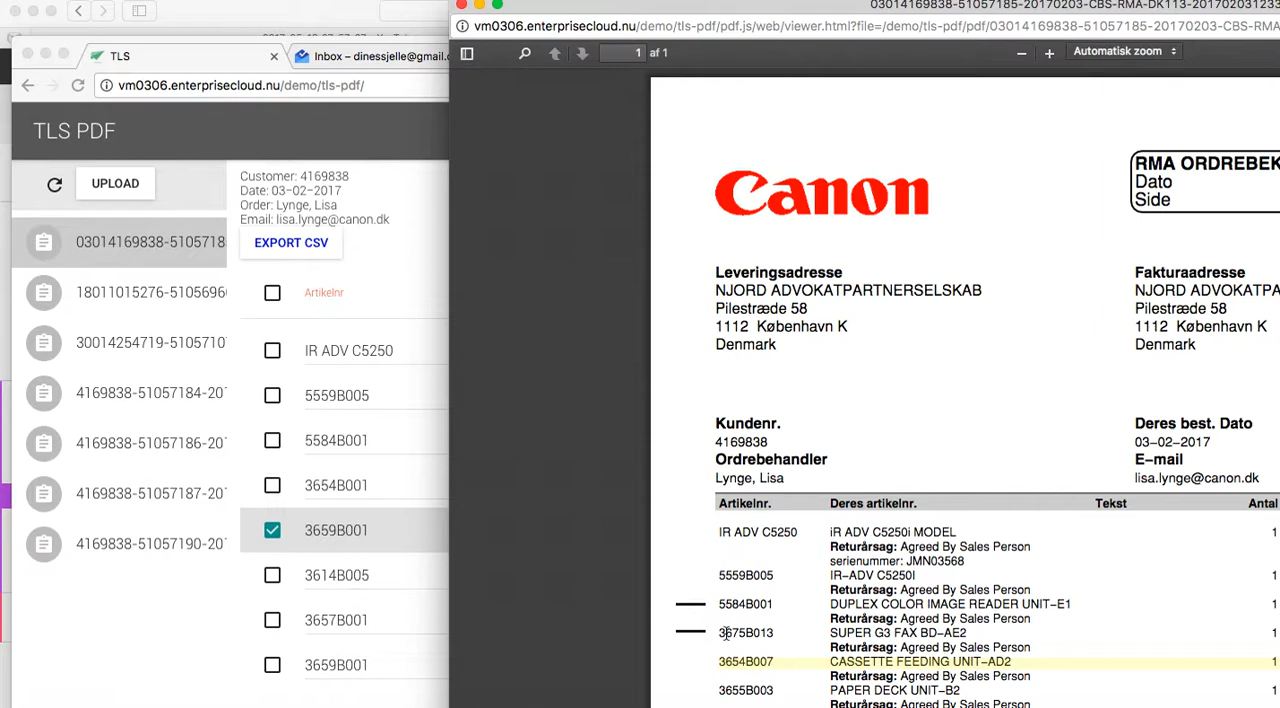 03014169838-51057185-20170203-CBS-RMA-DK113-201702031233
vm0306.enterprisecloud.nu/demo/tls-pdf/pdf.js/web/viewer.html?file=/demo/tls-pdf/pdf/03014169838-51057185-20170203-CBS-RMA
1 af 1
Automatisk zoom
TLS
Inbox – dinessjelle@gmail.c
vm0306.enterprisecloud.nu/demo/tls-pdf/
TLS PDF
UPLOAD
03014169838-5105718
18011015276-5105696
30014254719-5105710
4169838-51057184-20
4169838-51057186-20
4169838-51057187-20
4169838-51057190-20
Customer: 4169838
Date: 03-02-2017
Order: Lynge, Lisa
Email: lisa.lynge@canon.dk
EXPORT CSV
Artikelnr
IR ADV C5250
5559B005
5584B001
3654B001
3659B001
3614B005
3657B001
3659B001
Canon
RMA ORDREBEK
Dato
Side
Leveringsadresse
NJORD ADVOKATPARTNERSELSKAB
Pilestræde 58
1112 København K
Denmark
Fakturaadresse
NJORD ADVOKATPA
Pilestræde 58
1112 København K
Denmark
Kundenr.
4169838
Ordrebehandler
Lynge, Lisa
Deres best. Dato
03-02-2017
E-mail
lisa.lynge@canon.dk
Artikelnr. Deres artikelnr. Tekst Antal
IR ADV C5250 iR ADV C5250i MODEL 1
Returårsag: Agreed By Sales Person
serienummer: JMN03568
5559B005 IR-ADV C5250I 1
Returårsag: Agreed By Sales Person
5584B001 DUPLEX COLOR IMAGE READER UNIT-E1 1
Returårsag: Agreed By Sales Person
3675B013 SUPER G3 FAX BD-AE2 1
Returårsag: Agreed By Sales Person
3654B007 CASSETTE FEEDING UNIT-AD2 1
Returårsag: Agreed By Sales Person
3655B003 PAPER DECK UNIT-B2 1
Returårsag: Agreed By Sales Person